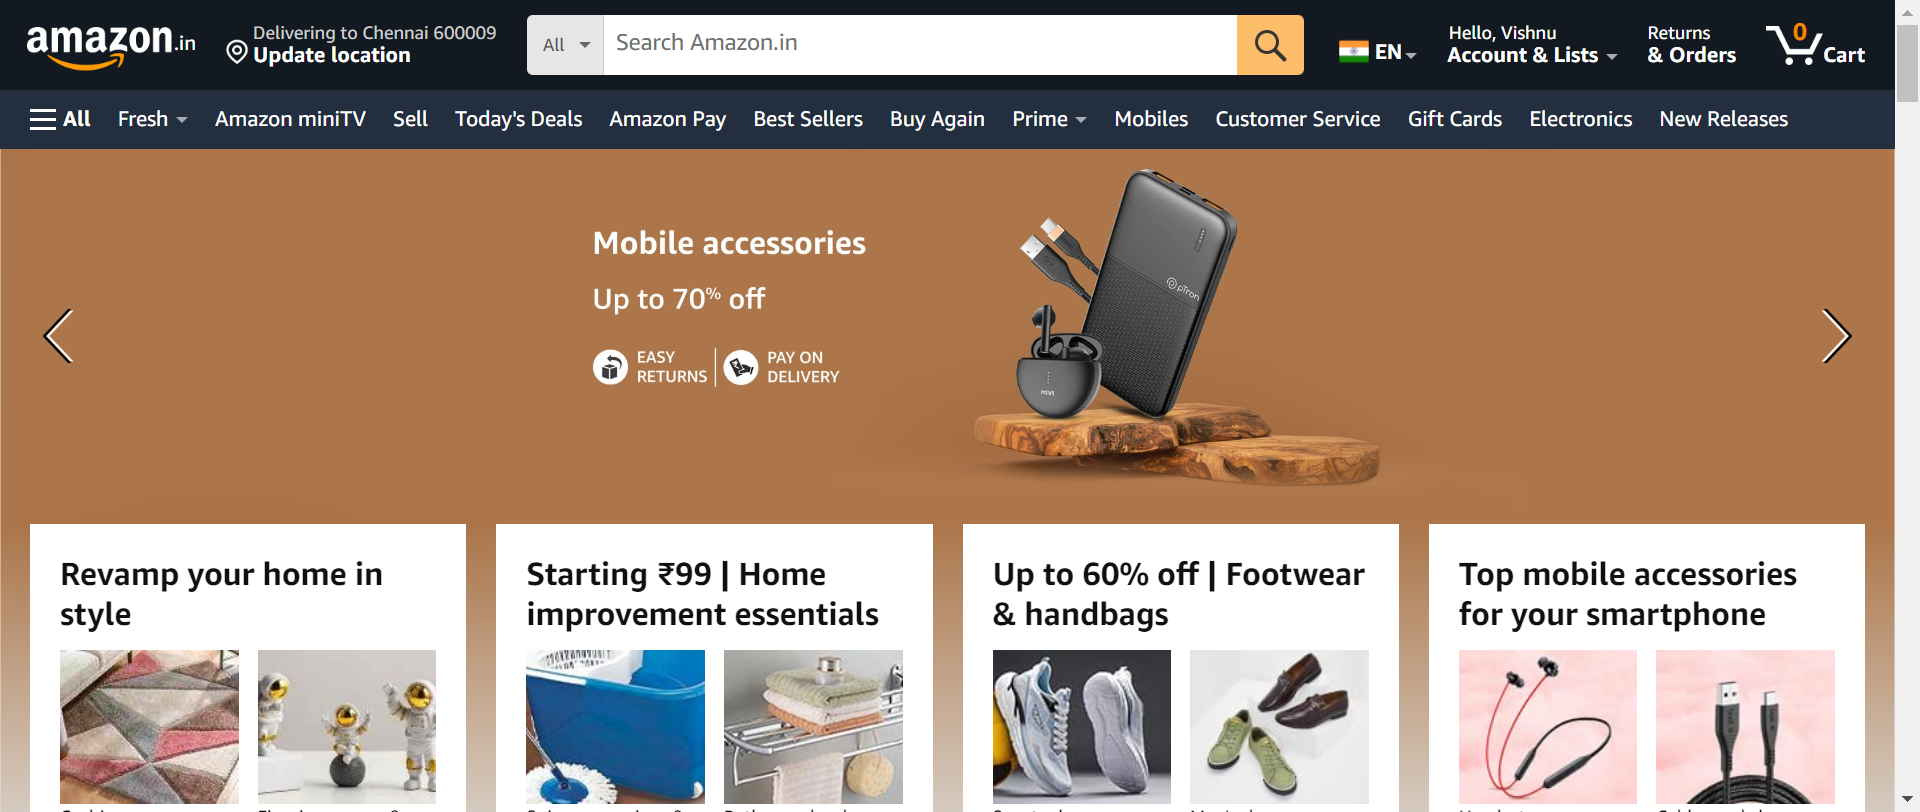 amazon.in
Delivering to Chennai 600009
Update location
All
Search Amazon.in
EN
Hello, Vishnu
Account & Lists
Returns
& Orders
0
Cart
All
Fresh
Amazon miniTV
Sell
Today's Deals
Amazon Pay
Best Sellers
Buy Again
Prime
Mobiles
Customer Service
Gift Cards
Electronics
New Releases
Mobile accessories
Up to 70% off
EASY
RETURNS
PAY ON
DELIVERY
pTron
MIVI
Revamp your home in
style
Starting ₹99 | Home
improvement essentials
Up to 60% off | Footwear
& handbags
Top mobile accessories
for your smartphone